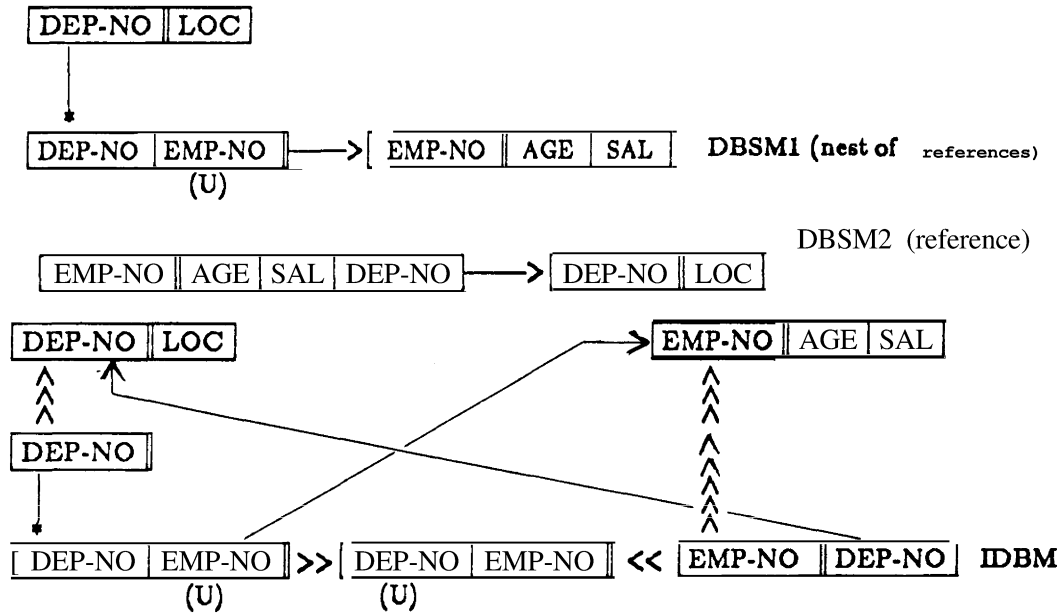 DEP-NO LOC
DEP-NO EMP-NO EMP-NO AGE SAL DBSM1 (nest of references)
(U)
DBSM2 (reference)
EMP-NO AGE SAL DEP-NO DEP-NO LOC
DEP-NO LOC EMP-NO AGE SAL
DEP-NO
DEP-NO EMP-NO >> DEP-NO EMP-NO << EMP-NO DEP-NO IDBM
(U) (U)